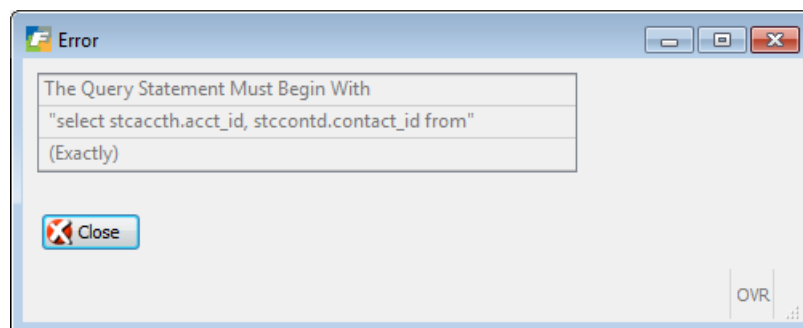 Error
The Query Statement Must Begin With
"select stcaccth.acct_id, stccontd.contact_id from"
(Exactly)
Close
OVR